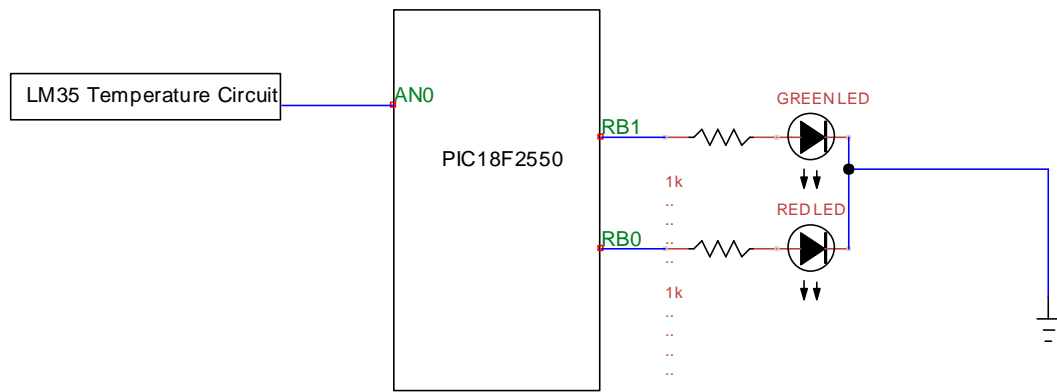 LM35 Temperature Circuit
AN0
PIC18F2550
RB1
GREEN LED
1k
..
..
..
..
..
RB0
RED LED
1k
..
..
..
..
..